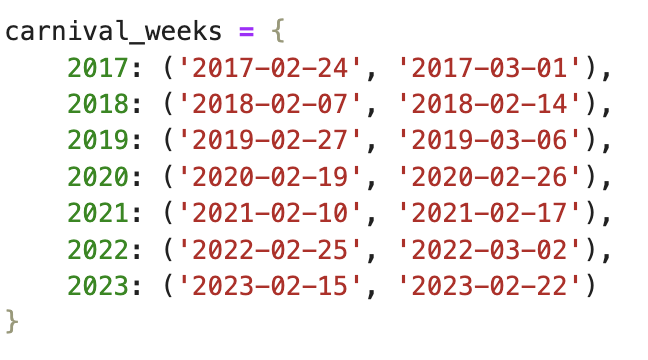 carnival_weeks = {
    2017: ('2017-02-24', '2017-03-01'),
    2018: ('2018-02-07', '2018-02-14'),
    2019: ('2019-02-27', '2019-03-06'),
    2020: ('2020-02-19', '2020-02-26'),
    2021: ('2021-02-10', '2021-02-17'),
    2022: ('2022-02-25', '2022-03-02'),
    2023: ('2023-02-15', '2023-02-22')
}